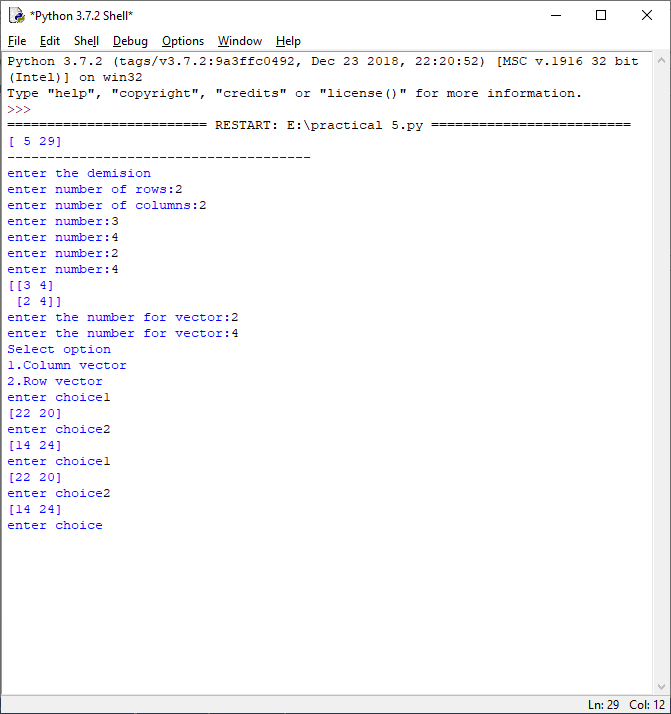 *Python 3.7.2 Shell*
File Edit Shell Debug Options Window Help
Python 3.7.2 (tags/v3.7.2:9a3ffc0492, Dec 23 2018, 22:20:52) [MSC v.1916 32 bit
(Intel)] on win32
Type "help", "copyright", "credits" or "license()" for more information.
>>>
========================= RESTART: E:\practical 5.py =========================
[ 5 29]
--------------------------------------
enter the demision
enter number of rows:2
enter number of columns:2
enter number:3
enter number:4
enter number:2
enter number:4
[[3 4]
 [2 4]]
enter the number for vector:2
enter the number for vector:4
Select option
1.Column vector
2.Row vector
enter choice1
[22 20]
enter choice2
[14 24]
enter choice1
[22 20]
enter choice2
[14 24]
enter choice
Ln: 29 Col: 12